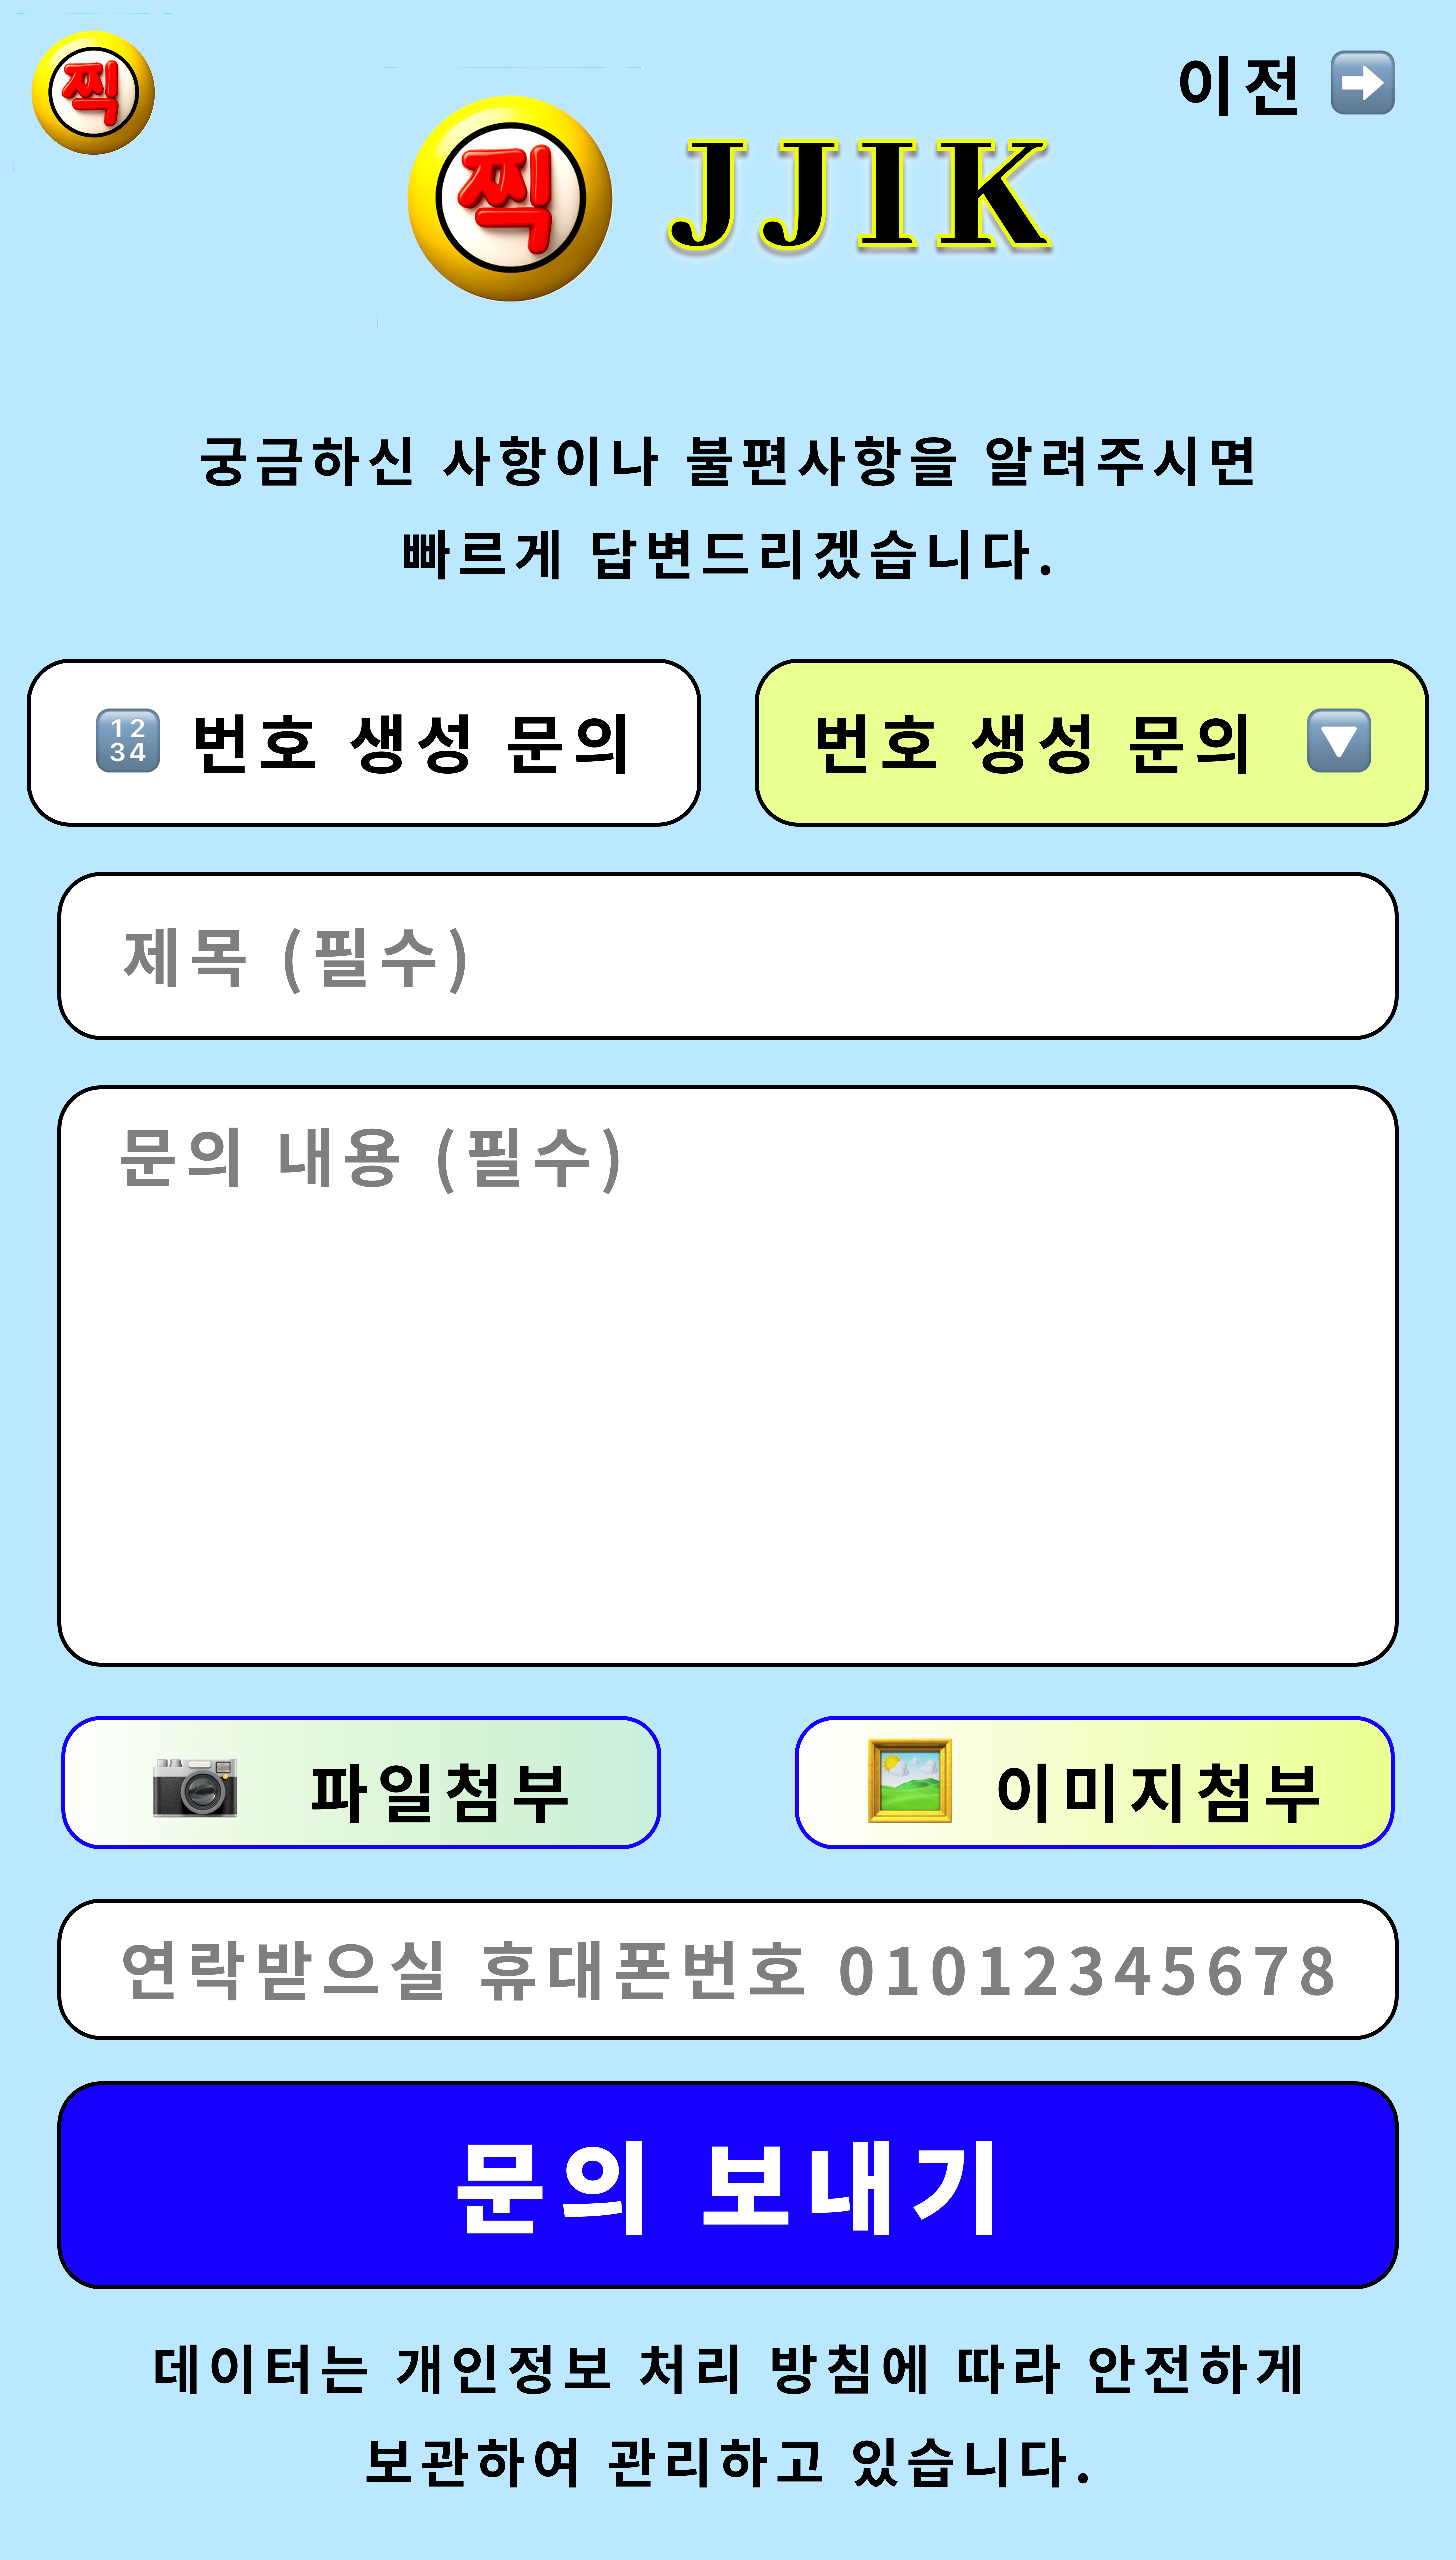 찍
이전 ➡️
찍 JJIK
궁금하신 사항이나 불편사항을 알려주시면
빠르게 답변드리겠습니다.
🔢 번호 생성 문의
번호 생성 문의 🔽
제목 (필수)
문의 내용 (필수)
파일첨부
이미지첨부
연락받으실 휴대폰번호 01012345678
문의 보내기
데이터는 개인정보 처리 방침에 따라 안전하게
보관하여 관리하고 있습니다.